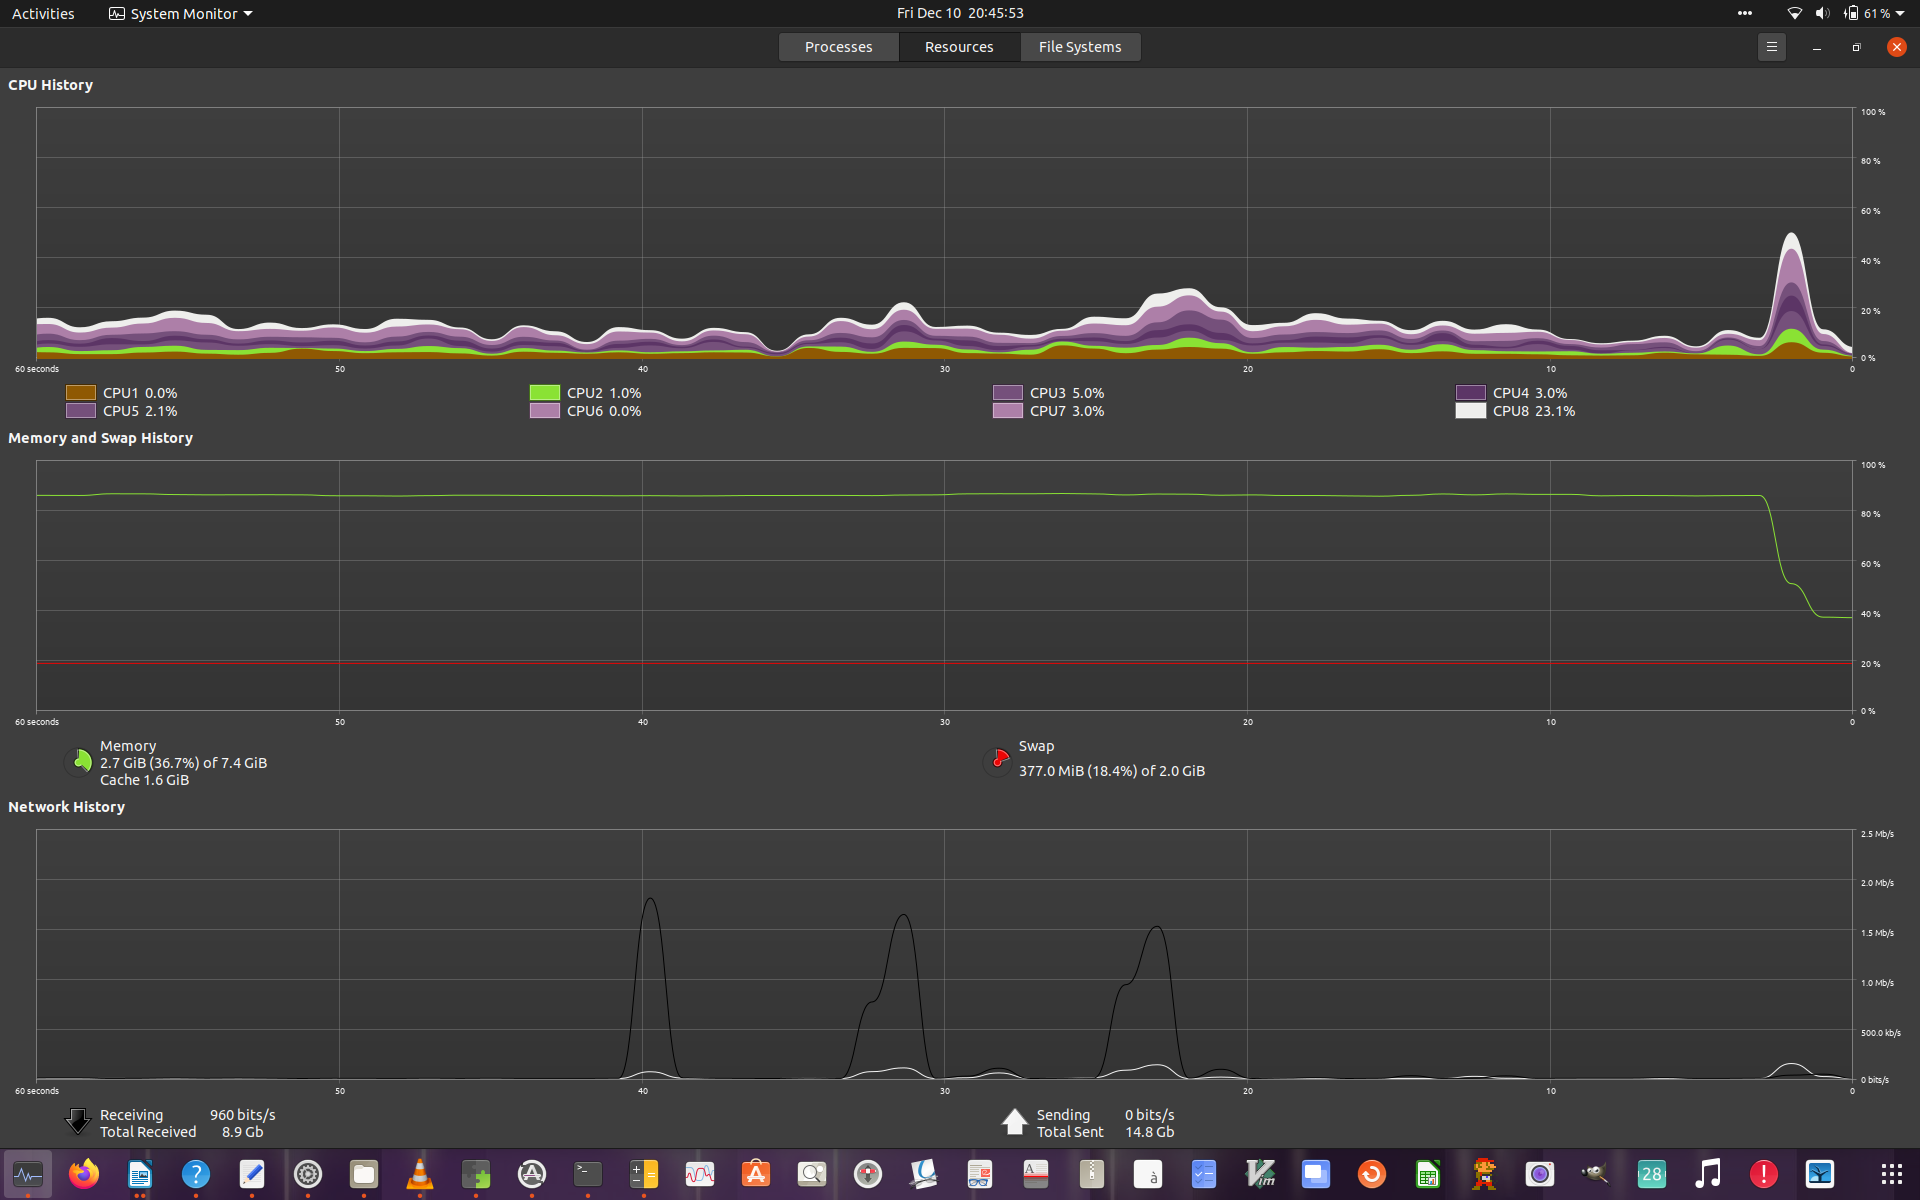 Activities System Monitor Fri Dec 10 20:45:53 61 %
Processes Resources File Systems
CPU History
100 %
80 %
60 %
40 %
20 %
0 %
60 seconds 50 40 30 20 10 0
CPU1 0.0% CPU2 1.0% CPU3 5.0% CPU4 3.0%
CPU5 2.1% CPU6 0.0% CPU7 3.0% CPU8 23.1%
Memory and Swap History
100 %
80 %
60 %
40 %
20 %
0 %
60 seconds 50 40 30 20 10 0
Memory
2.7 GiB (36.7%) of 7.4 GiB
Cache 1.6 GiB
Swap
377.0 MiB (18.4%) of 2.0 GiB
Network History
2.5 Mb/s
2.0 Mb/s
1.5 Mb/s
1.0 Mb/s
500.0 kb/s
0 bits/s
60 seconds 50 40 30 20 10 0
Receiving 960 bits/s
Total Received 8.9 Gb
Sending 0 bits/s
Total Sent 14.8 Gb
28